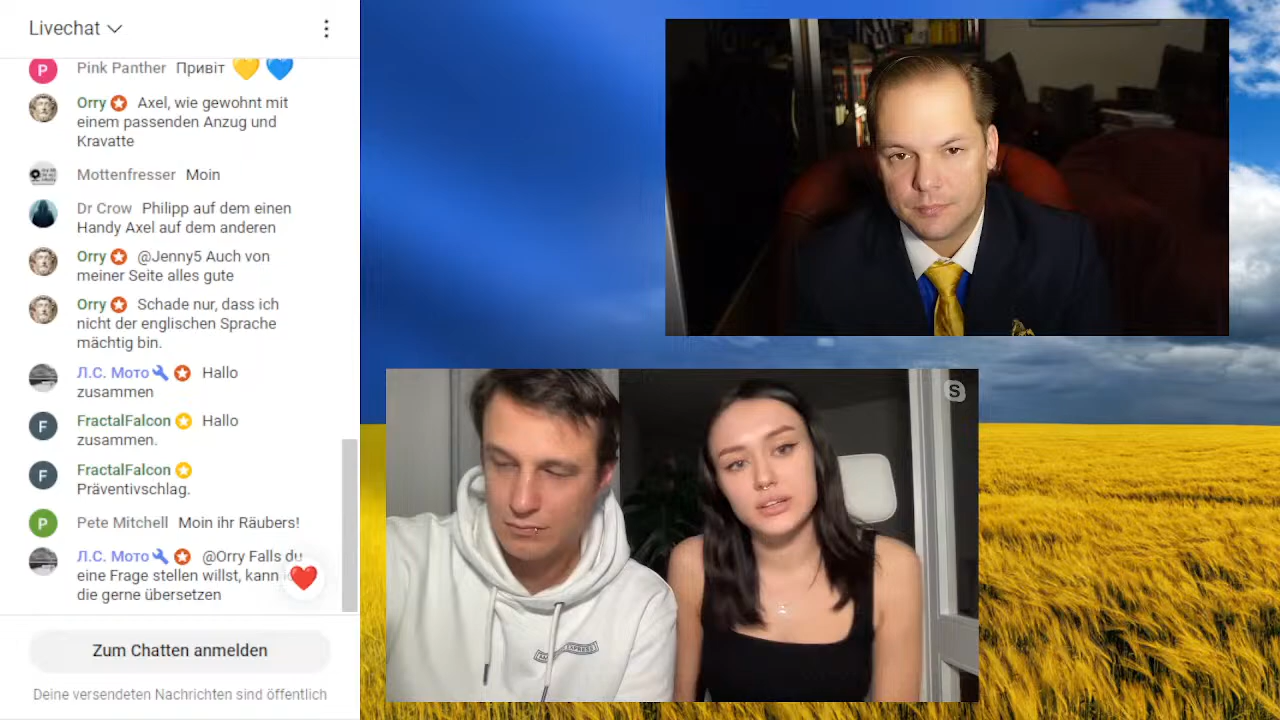 Livechat
Pink Panther Привіт 💛 💙
Orry Axel, wie gewohnt mit
einem passenden Anzug und
Kravatte
Mottenfresser Moin
Dr Crow Philipp auf dem einen
Handy Axel auf dem anderen
Orry @Jenny5 Auch von
meiner Seite alles gute
Orry Schade nur, dass ich
nicht der englischen Sprache
mächtig bin.
Л.С. Мото Hallo
zusammen
FractalFalcon Hallo
zusammen.
FractalFalcon
Präventivschlag.
Pete Mitchell Moin ihr Räubers!
Л.С. Мото @Orry Falls du
eine Frage stellen willst, kann
die gerne übersetzen
Zum Chatten anmelden
Deine versendeten Nachrichten sind öffentlich
P
F
F
P
S